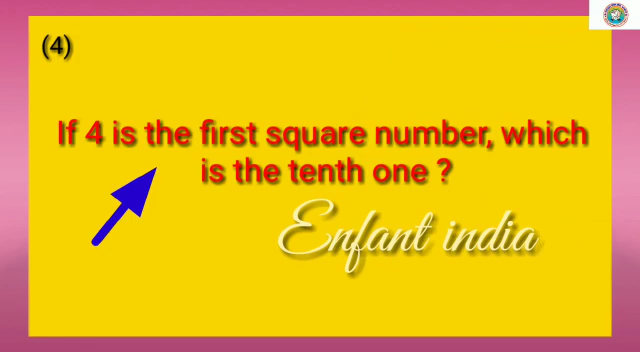 (4)
If 4 is the first square number, which
is the tenth one ?
Enfant india